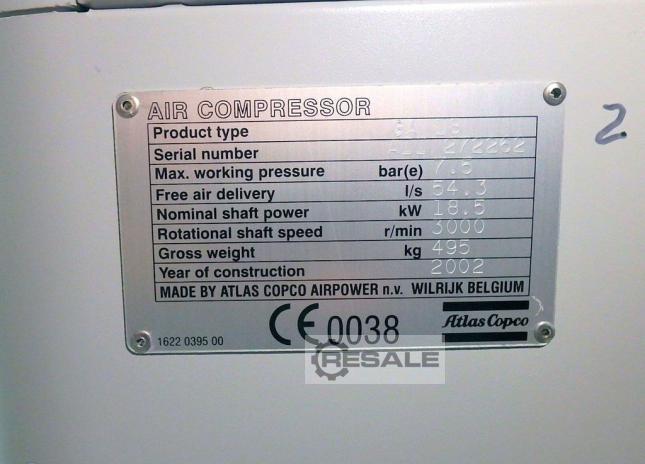 AIR COMPRESSOR
Product type
Serial number
Max. working pressure bar(e) 7.5
Free air delivery l/s 54.3
Nominal shaft power kW 18.5
Rotational shaft speed r/min 3000
Gross weight kg 495
Year of construction 2002
MADE BY ATLAS COPCO AIRPOWER n.v. WILRIJK BELGIUM
CE 0038 Atlas Copco
1622 0395 00
RESALE
2